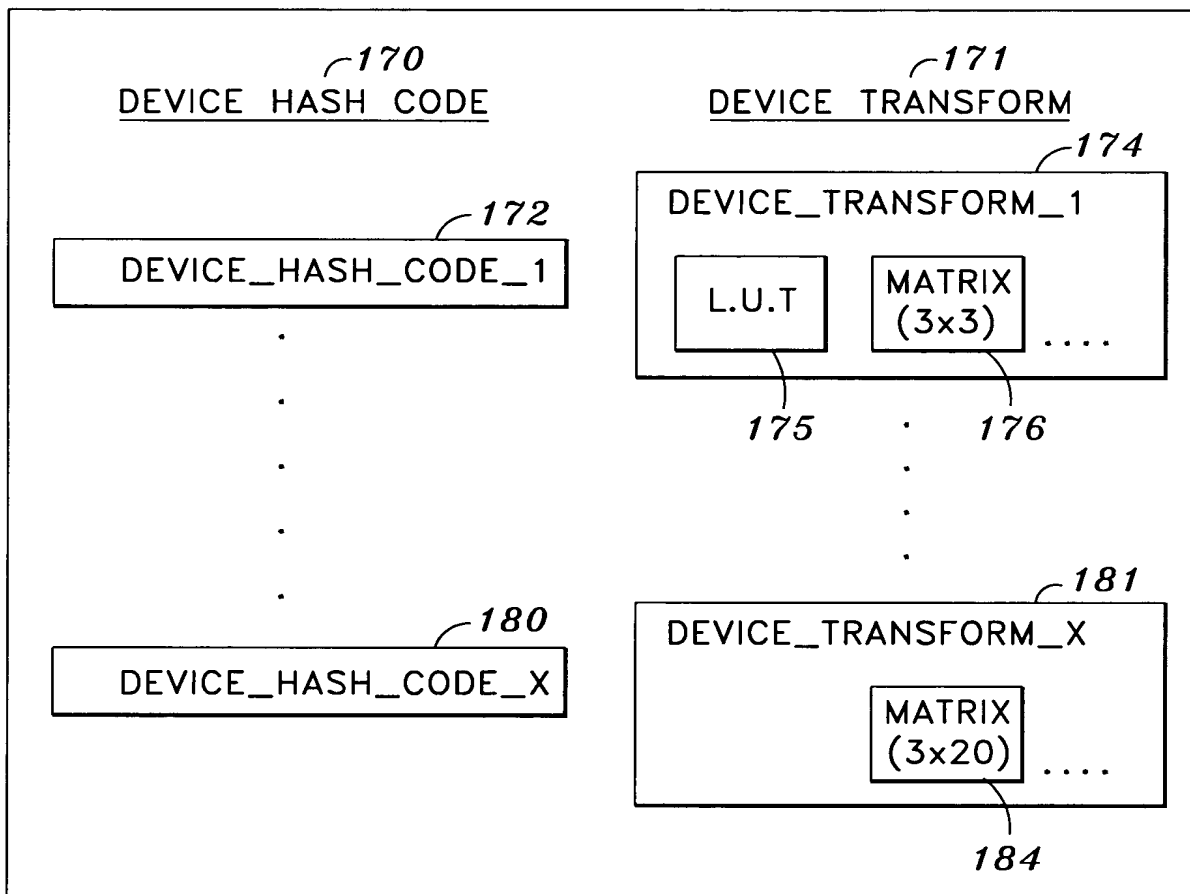 170
DEVICE HASH CODE
171
DEVICE TRANSFORM
172
DEVICE_HASH_CODE_1
174
DEVICE_TRANSFORM_1
L.U.T
MATRIX
(3x3)
....
175
176
180
DEVICE_HASH_CODE_X
181
DEVICE_TRANSFORM_X
MATRIX
(3x20)
....
184